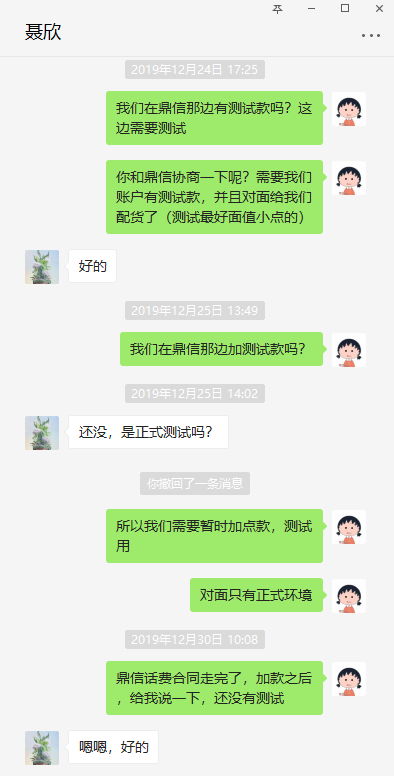 聂欣
2019年12月24日 17:25
我们在鼎信那边有测试款吗？这
边需要测试
你和鼎信协商一下呢？需要我们
账户有测试款，并且对面给我们
配货了（测试最好面值小点的）
好的
2019年12月25日 13:49
我们在鼎信那边加测试款吗？
2019年12月25日 14:02
还没，是正式测试吗？
你撤回了一条消息
所以我们需要暂时加点款，测试
用
对面只有正式环境
2019年12月30日 10:08
鼎信话费合同走完了，加款之后
，给我说一下，还没有测试
嗯嗯，好的